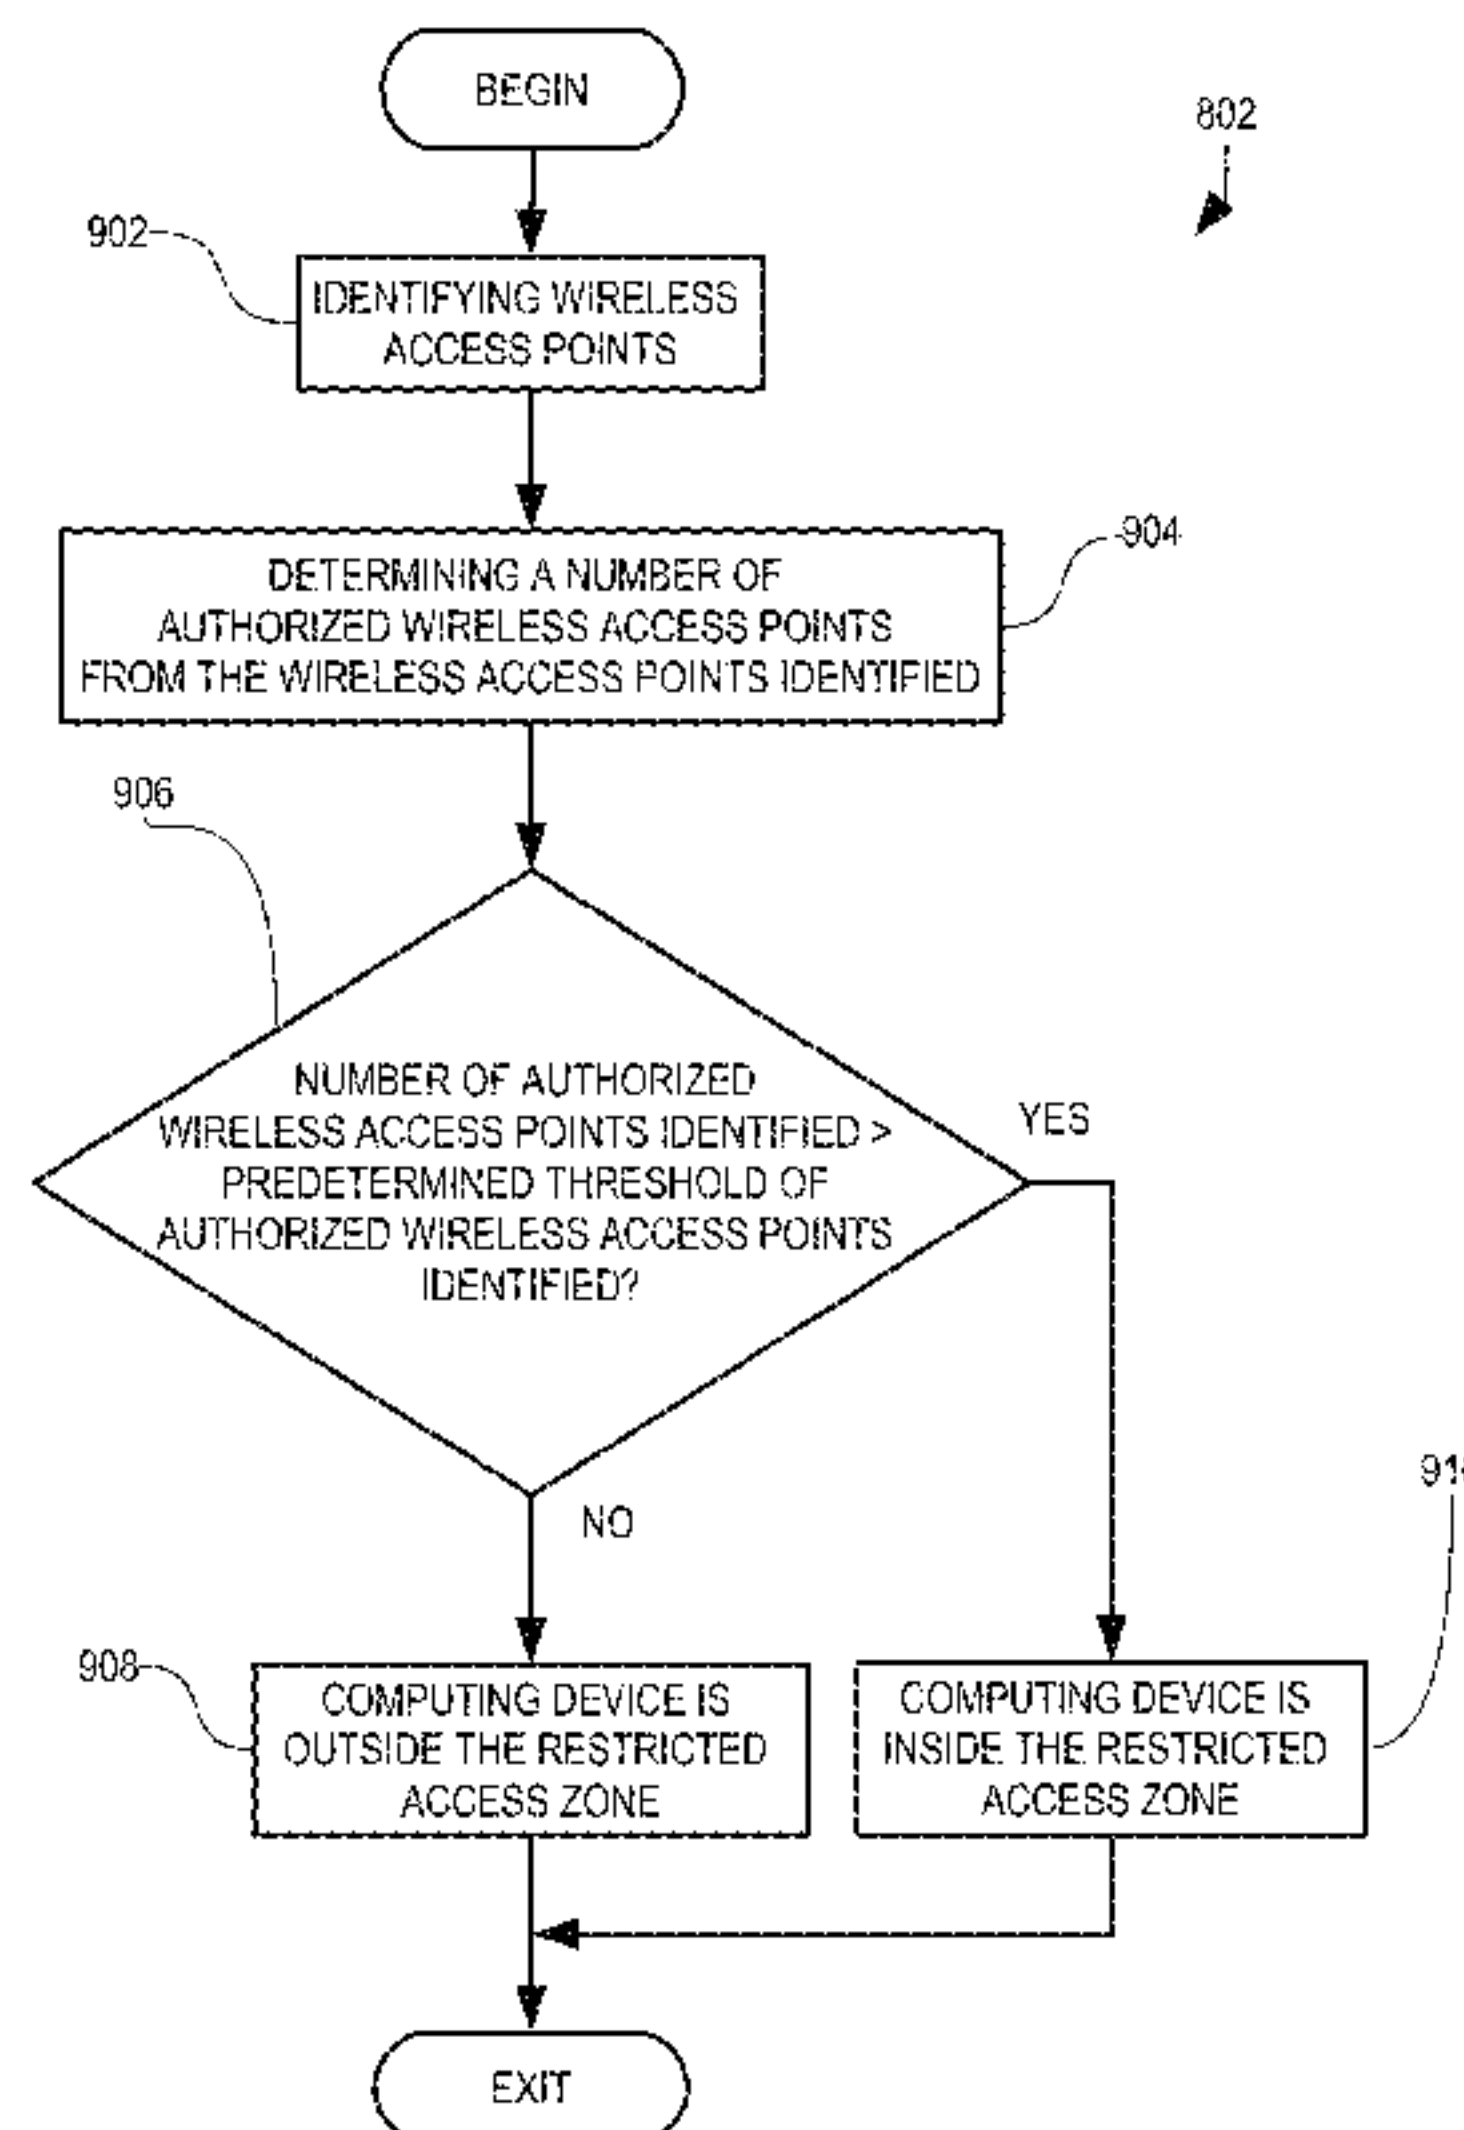 BEGIN
802
902
IDENTIFYING WIRELESS
ACCESS POINTS
904
DETERMINING A NUMBER OF
AUTHORIZED WIRELESS ACCESS POINTS
FROM THE WIRELESS ACCESS POINTS IDENTIFIED
906
NUMBER OF AUTHORIZED
WIRELESS ACCESS POINTS IDENTIFIED >
PREDETERMINED THRESHOLD OF
AUTHORIZED WIRELESS ACCESS POINTS
IDENTIFIED?
YES
NO
908
COMPUTING DEVICE IS
OUTSIDE THE RESTRICTED
ACCESS ZONE
COMPUTING DEVICE IS
INSIDE THE RESTRICTED
ACCESS ZONE
EXIT